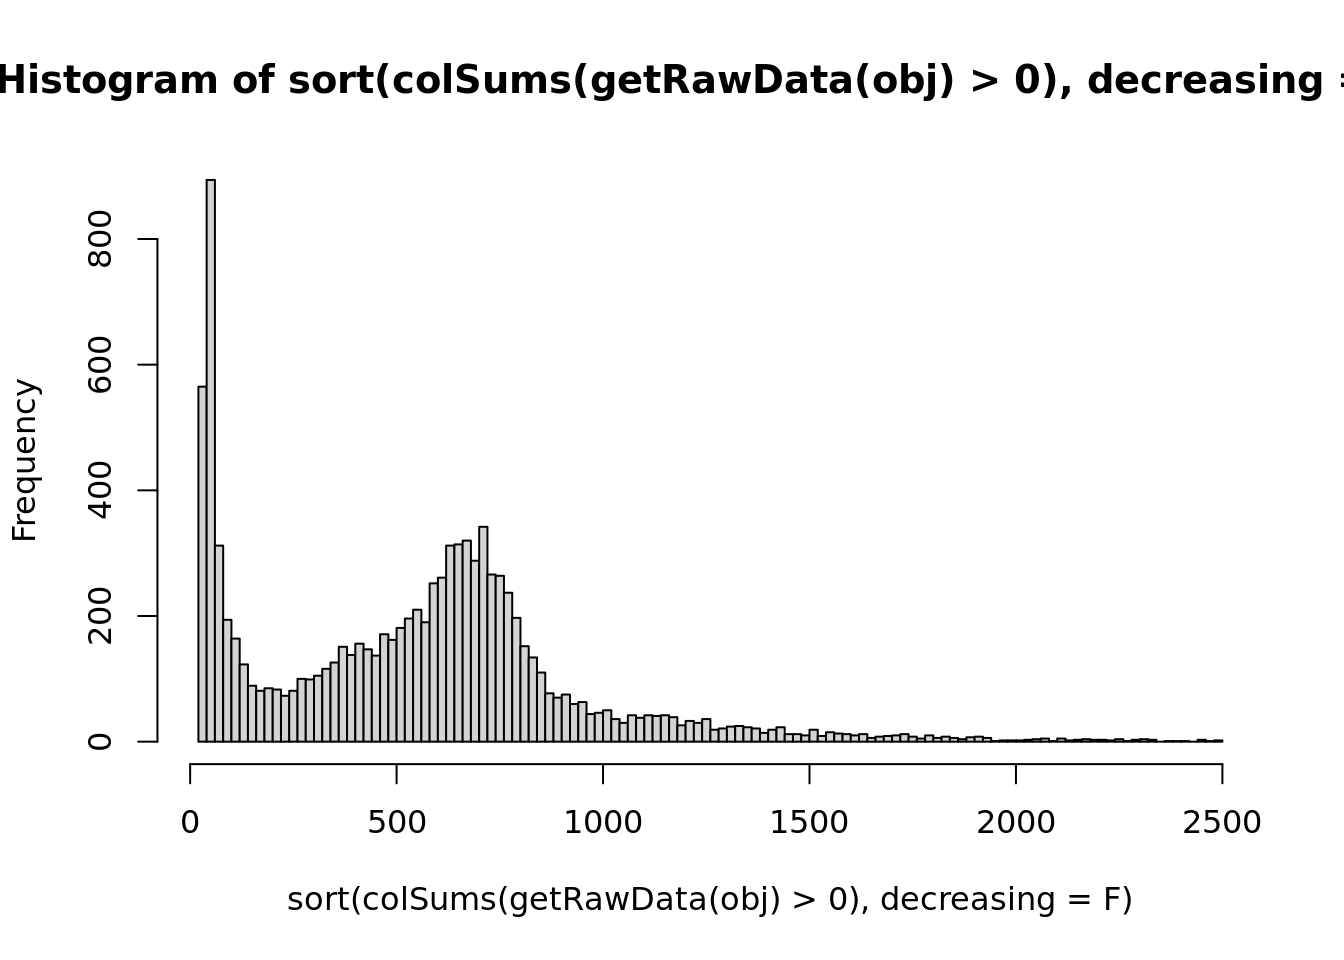 Histogram of sort(colSums(getRawData(obj) > 0), decreasing =
Frequency
800
600
400
200
0
0 500 1000 1500 2000 2500
sort(colSums(getRawData(obj) > 0), decreasing = F)